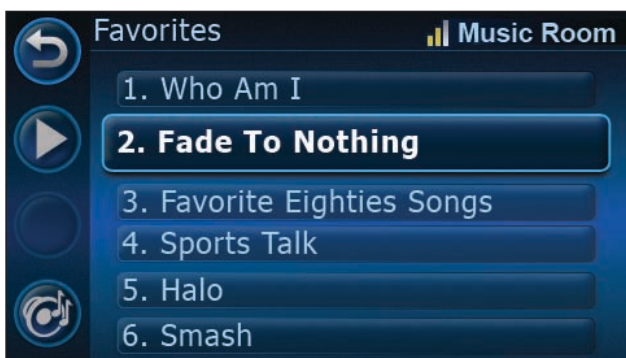 Favorites
Music Room
1. Who Am I
2. Fade To Nothing
3. Favorite Eighties Songs
4. Sports Talk
5. Halo
6. Smash